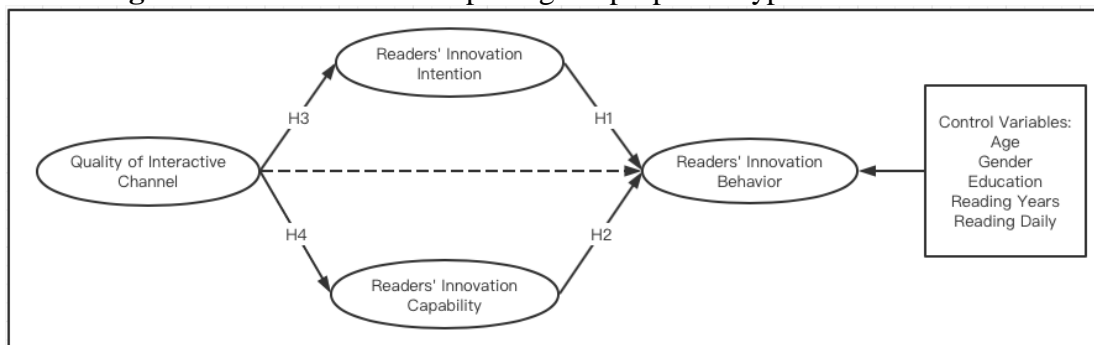 Readers' Innovation
Intention
H3
H1
Quality of Interactive
Channel
Readers' Innovation
Behavior
Control Variables:
Age
Gender
Education
Reading Years
Reading Daily
H4
H2
Readers' Innovation
Capability